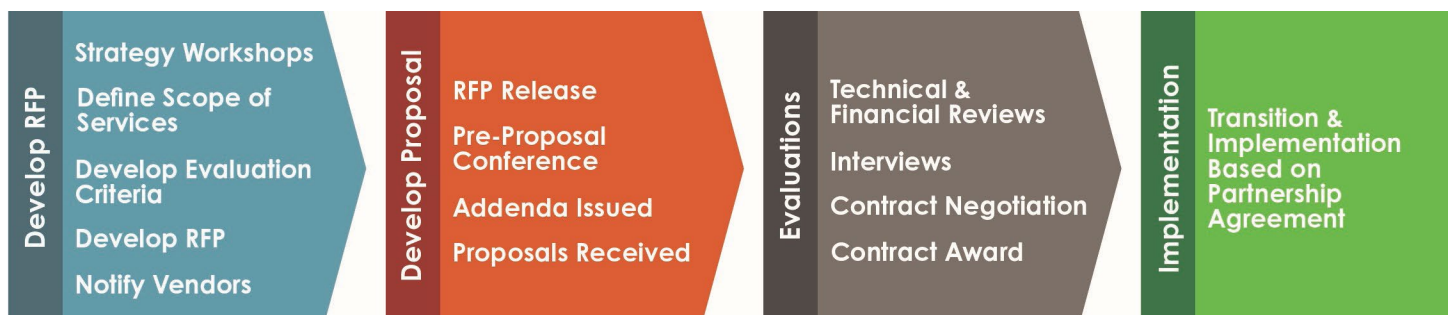 Develop RFP
Strategy Workshops
Define Scope of
Services
Develop Evaluation
Criteria
Develop RFP
Notify Vendors
Develop Proposal
RFP Release
Pre-Proposal
Conference
Addenda Issued
Proposals Received
Evaluations
Technical &
Financial Reviews
Interviews
Contract Negotiation
Contract Award
Implementation
Transition &
Implementation
Based on
Partnership
Agreement